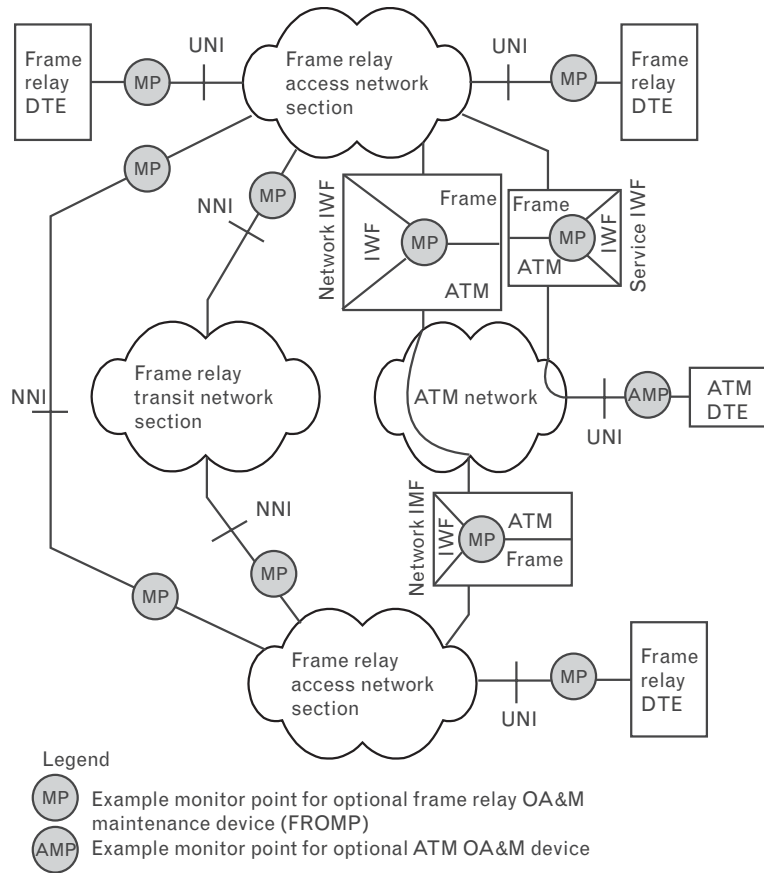 Frame
relay
DTE
MP
UNI
Frame relay
access network
section
UNI
MP
Frame
relay
DTE
MP
MP
NNI
Network IWF
IWF
Frame
MP
ATM
Frame
MP
ATM
IWF
Service IWF
NNI
Frame relay
transit network
section
ATM network
UNI
AMP
ATM
DTE
NNI
MP
MP
Network IMF
IWF
MP
ATM
Frame
Frame relay
access network
section
UNI
MP
Frame
relay
DTE
Legend
MP Example monitor point for optional frame relay OA&M
maintenance device (FROMP)
AMP Example monitor point for optional ATM OA&M device